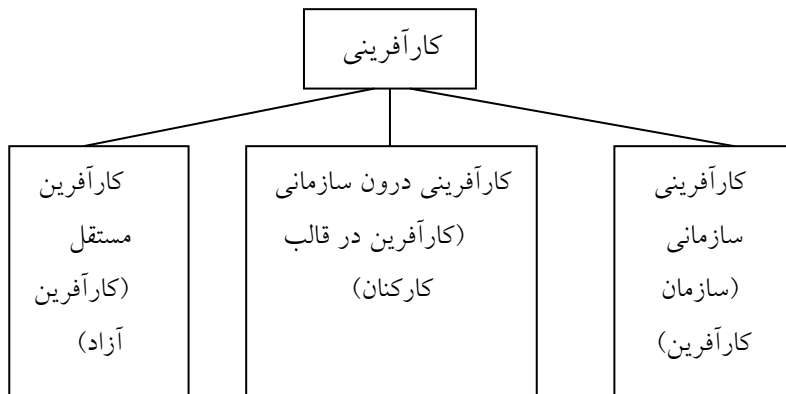 کارآفرینی
کارآفرینی
سازمانی
(سازمان
کارآفرین)
کارآفرینی درون سازمانی
(کارآفرین در قالب
کارکنان)
کارآفرین
مستقل
(کارآفرین
آزاد)